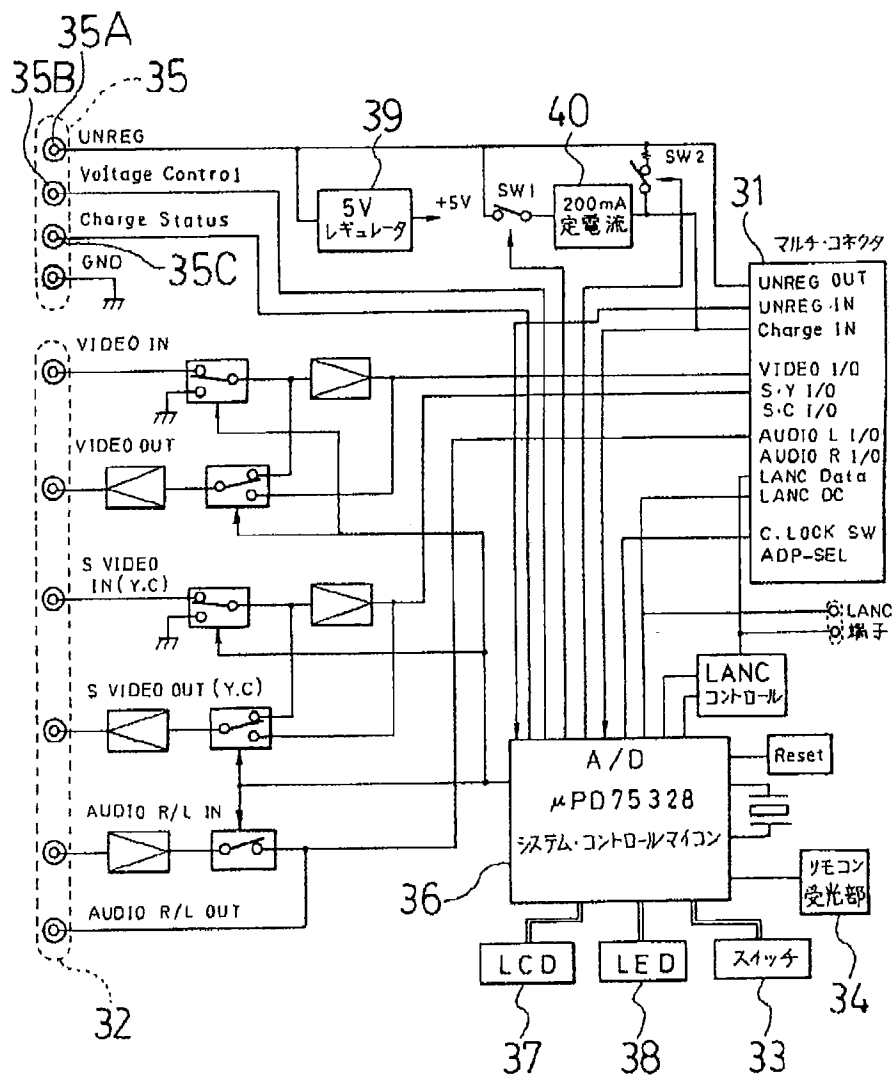 35A
35B
35
UNREG
Voltage Control
Charge Status
GND
35C
39
5V
レギュレータ
+5V
SW1
40
200mA
定電流
SW2
31
マルチ・コネクタ
UNREG OUT
UNREG IN
Charge IN
VIDEO I/O
S・Y I/O
S・C I/O
AUDIO L I/O
AUDIO R I/O
LANC Data
LANC DC
C. LOCK SW
ADP-SEL
VIDEO IN
VIDEO OUT
S VIDEO
IN(Y.C)
S VIDEO OUT (Y.C)
AUDIO R/L IN
AUDIO R/L OUT
32
LANC
端子
LANC
コントロール
A/D
μPD75328
システム・コントロールマイコン
36
Reset
リモコン
受光部
34
LCD
37
LED
38
スイッチ
33